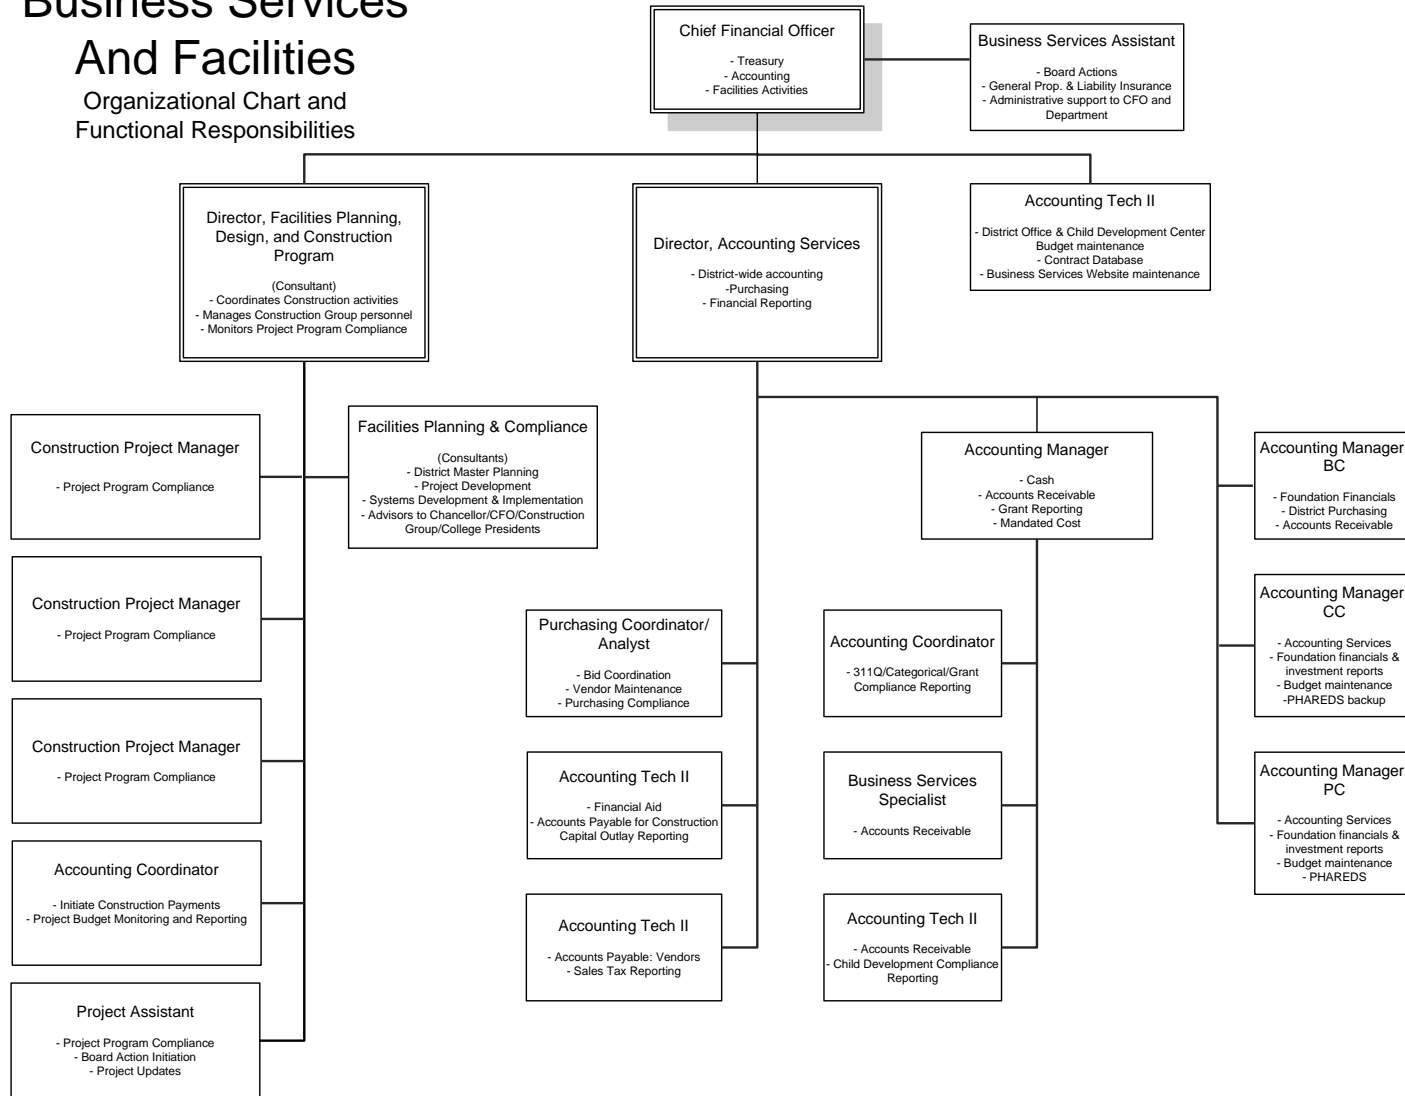 Business Services
And Facilities
Organizational Chart and
Functional Responsibilities
Chief Financial Officer
- Treasury
- Accounting
- Facilities Activities
Business Services Assistant
- Board Actions
- General Prop. & Liability Insurance
- Administrative support to CFO and
Department
Director, Facilities Planning,
Design, and Construction
Program
(Consultant)
- Coordinates Construction activities
- Manages Construction Group personnel
- Monitors Project Program Compliance
Director, Accounting Services
- District-wide accounting
-Purchasing
- Financial Reporting
Accounting Tech II
- District Office & Child Development Center
Budget maintenance
- Contract Database
- Business Services Website maintenance
Construction Project Manager
- Project Program Compliance
Facilities Planning & Compliance
(Consultants)
- District Master Planning
- Project Development
- Systems Development & Implementation
- Advisors to Chancellor/CFO/Construction
Group/College Presidents
Construction Project Manager
- Project Program Compliance
Construction Project Manager
- Project Program Compliance
Accounting Coordinator
- Initiate Construction Payments
- Project Budget Monitoring and Reporting
Project Assistant
- Project Program Compliance
- Board Action Initiation
- Project Updates
Purchasing Coordinator/
Analyst
- Bid Coordination
- Vendor Maintenance
- Purchasing Compliance
Accounting Tech II
- Financial Aid
- Accounts Payable for Construction
Capital Outlay Reporting
Accounting Tech II
- Accounts Payable: Vendors
- Sales Tax Reporting
Accounting Manager
- Cash
- Accounts Receivable
- Grant Reporting
- Mandated Cost
Accounting Coordinator
- 311Q/Categorical/Grant
Compliance Reporting
Business Services
Specialist
- Accounts Receivable
Accounting Tech II
- Accounts Receivable
- Child Development Compliance
Reporting
Accounting Manager
BC
- Foundation Financials
- District Purchasing
- Accounts Receivable
Accounting Manager
CC
- Accounting Services
- Foundation financials &
investment reports
- Budget maintenance
-PHAREDS backup
Accounting Manager
PC
- Accounting Services
- Foundation financials &
investment reports
- Budget maintenance
- PHAREDS